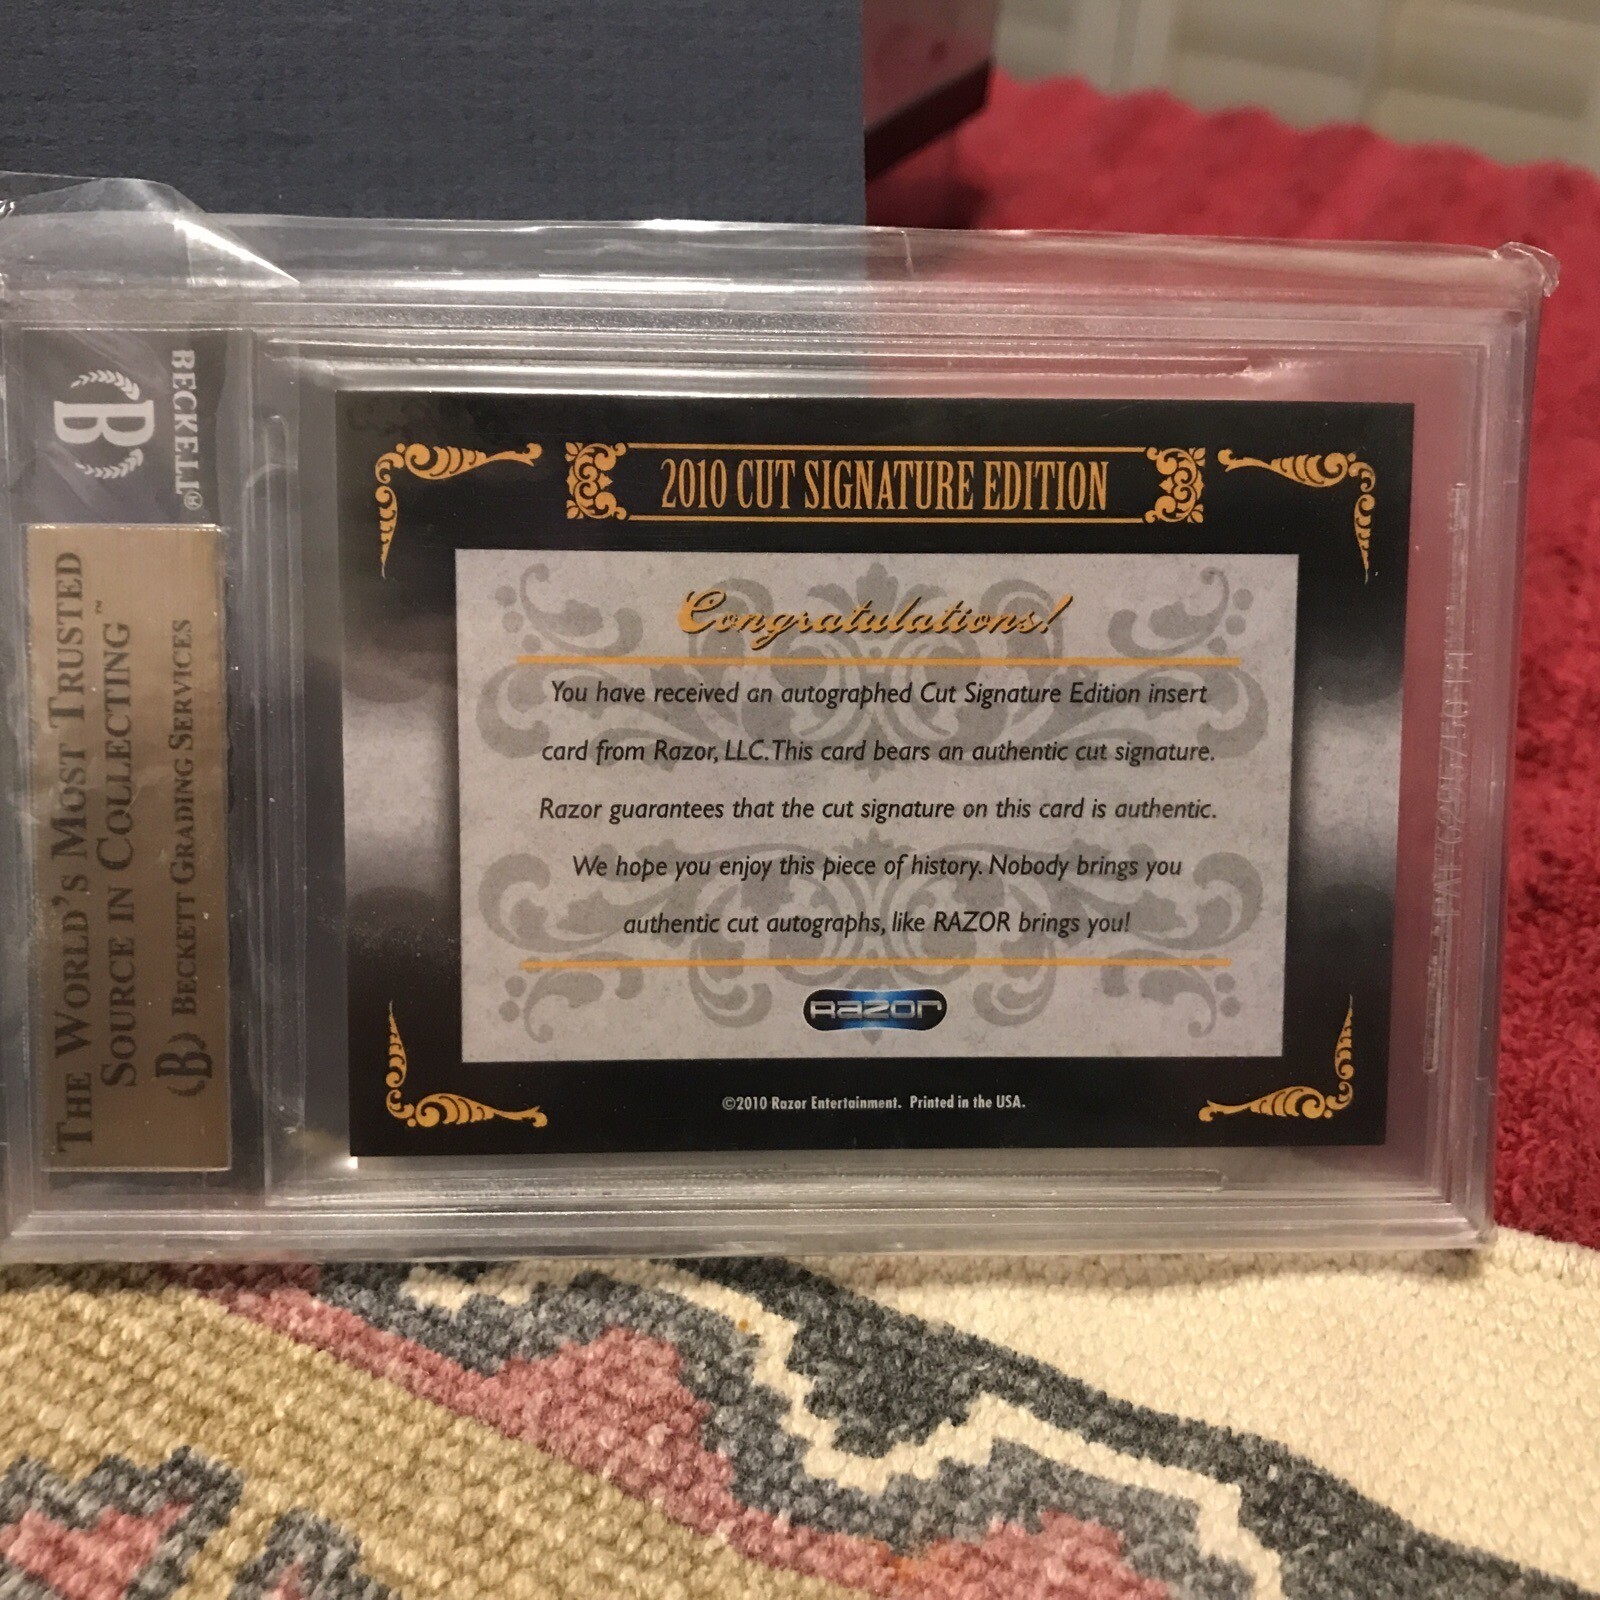 BECKETT®
B
THE WORLD'S MOST TRUSTED
SOURCE IN COLLECTING™
B BECKETT GRADING SERVICES
2010 CUT SIGNATURE EDITION
Congratulations!
You have received an autographed Cut Signature Edition insert
card from Razor, LLC. This card bears an authentic cut signature.
Razor guarantees that the cut signature on this card is authentic.
We hope you enjoy this piece of history. Nobody brings you
authentic cut autographs, like RAZOR brings you!
Razor
©2010 Razor Entertainment. Printed in the USA.